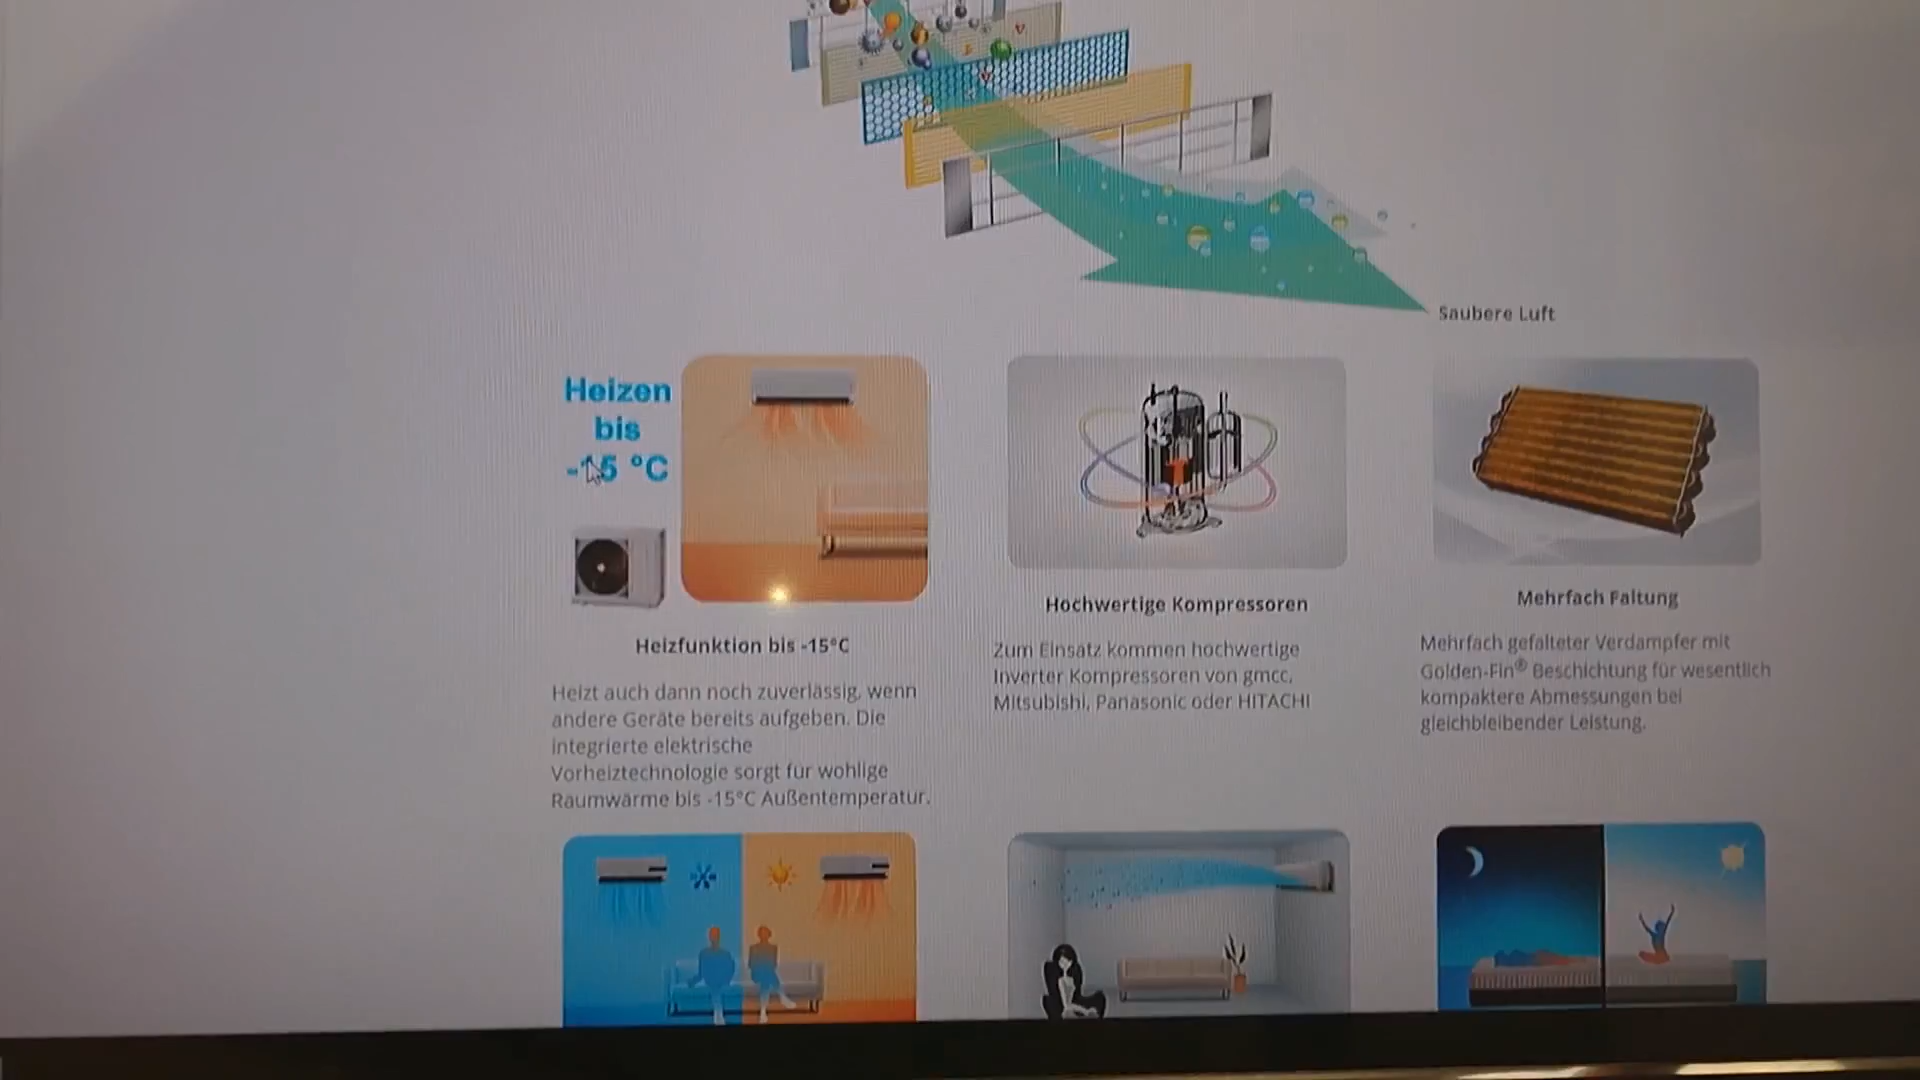 Saubere Luft
Heizen
bis
-15 °C
Heizfunktion bis -15°C
Heizt auch dann noch zuverlässig, wenn
andere Geräte bereits aufgeben. Die
integrierte elektrische
Vorheiztechnologie sorgt für wohlige
Raumwärme bis -15°C Außentemperatur.
Hochwertige Kompressoren
Zum Einsatz kommen hochwertige
Inverter Kompressoren von gmcc,
Mitsubishi, Panasonic oder HITACHI
Mehrfach Faltung
Mehrfach gefalteter Verdampfer mit
Golden-Fin® Beschichtung für wesentlich
kompaktere Abmessungen bei
gleichbleibender Leistung.